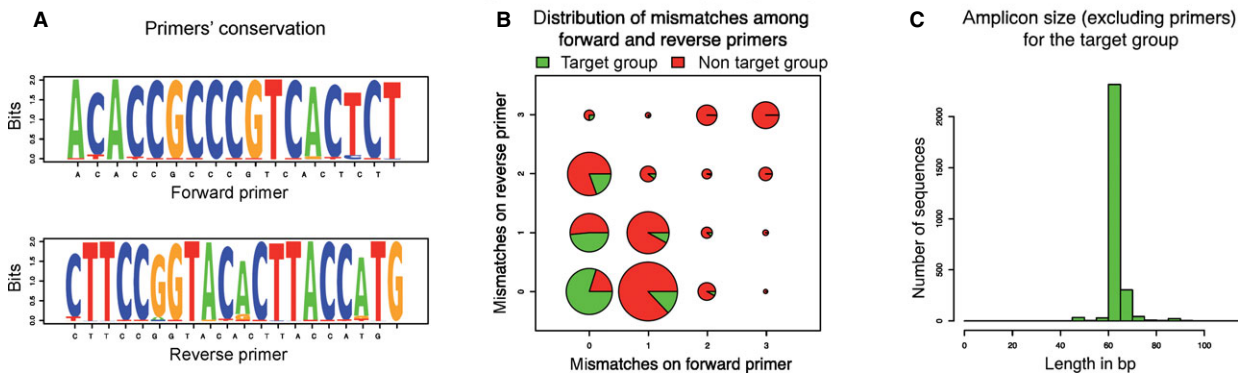 A
Primers' conservation
Bits
2.0
1.5
1.0
0.5
0.0
ACACCGCCCGTCACTCT
A C A C C G C C C G T C A C T C T
Forward primer
Bits
2.0
1.5
1.0
0.5
0.0
CTTCCGGTACACTTACCATG
C T T C C G G T A C A C T T A C C A T G
Reverse primer
B
Distribution of mismatches among
forward and reverse primers
Target group Non target group
Mismatches on reverse primer
3
2
1
0
0 1 2 3
Mismatches on forward primer
C
Amplicon size (excluding primers)
for the target group
Number of sequences
2000
1500
1000
500
0
0 20 40 60 80 100
Length in bp